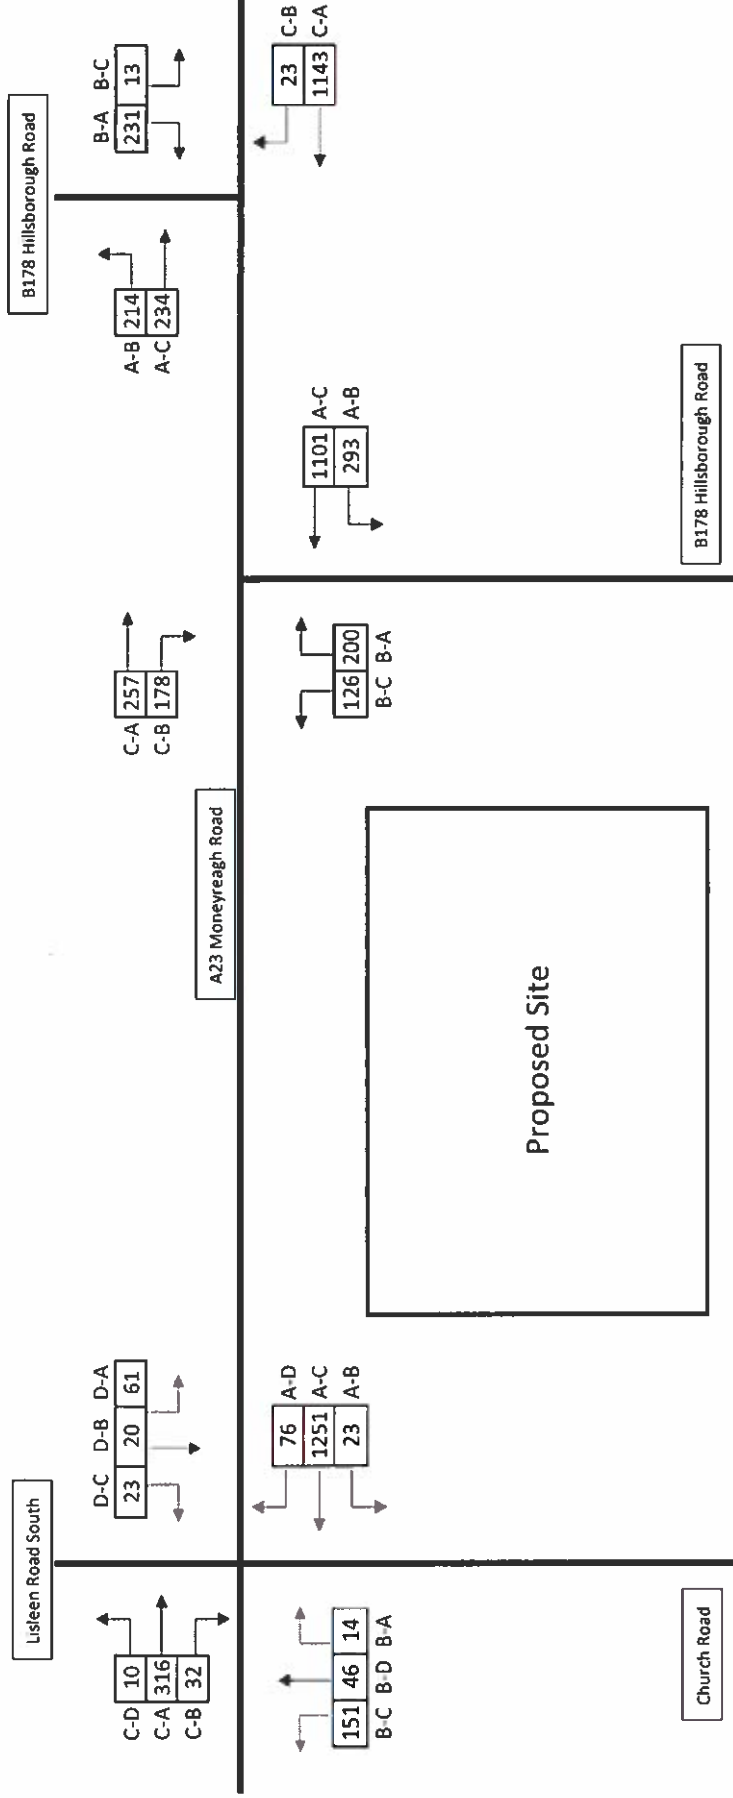 Lisleen Road South
B178 Hillsborough Road
C-D 10
C-A 316
C-B 32
D-C D-B D-A
23 20 61
C-A 257
C-B 178
A-B 214
A-C 234
B-A B-C
231 13
A23 Moneyreagh Road
151 46 14
B-C B-D B-A
76 A-D
1251 A-C
23 A-B
126 200
B-C B-A
1101 A-C
293 A-B
23 C-B
1143 C-A
Proposed Site
Church Road
B178 Hillsborough Road